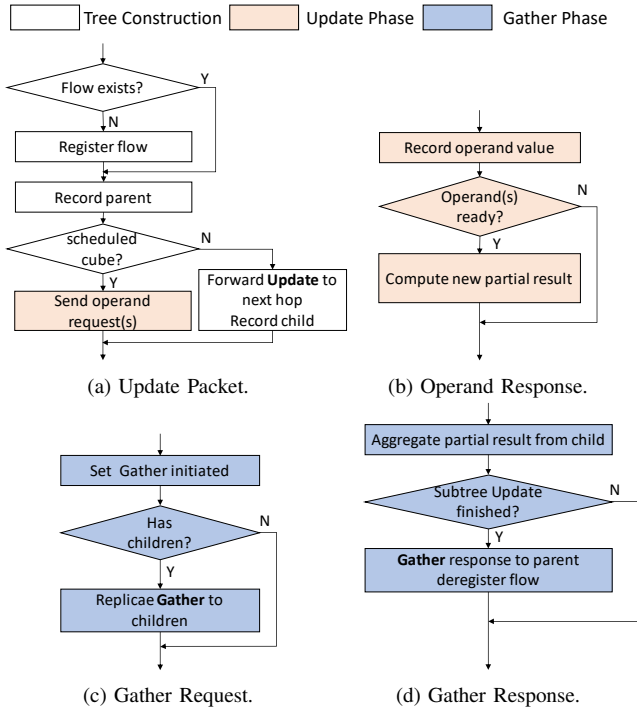 Tree Construction Update Phase Gather Phase
Flow exists?
Y
N
Register flow
Record parent
scheduled
cube?
N
Y
Send operand
request(s)
Forward Update to
next hop
Record child
(a) Update Packet.
Record operand value
Operand(s)
ready?
N
Y
Compute new partial result
(b) Operand Response.
Set Gather initiated
Has
children?
N
Y
Replicae Gather to
children
(c) Gather Request.
Aggregate partial result from child
Subtree Update
finished?
N
Y
Gather response to parent
deregister flow
(d) Gather Response.